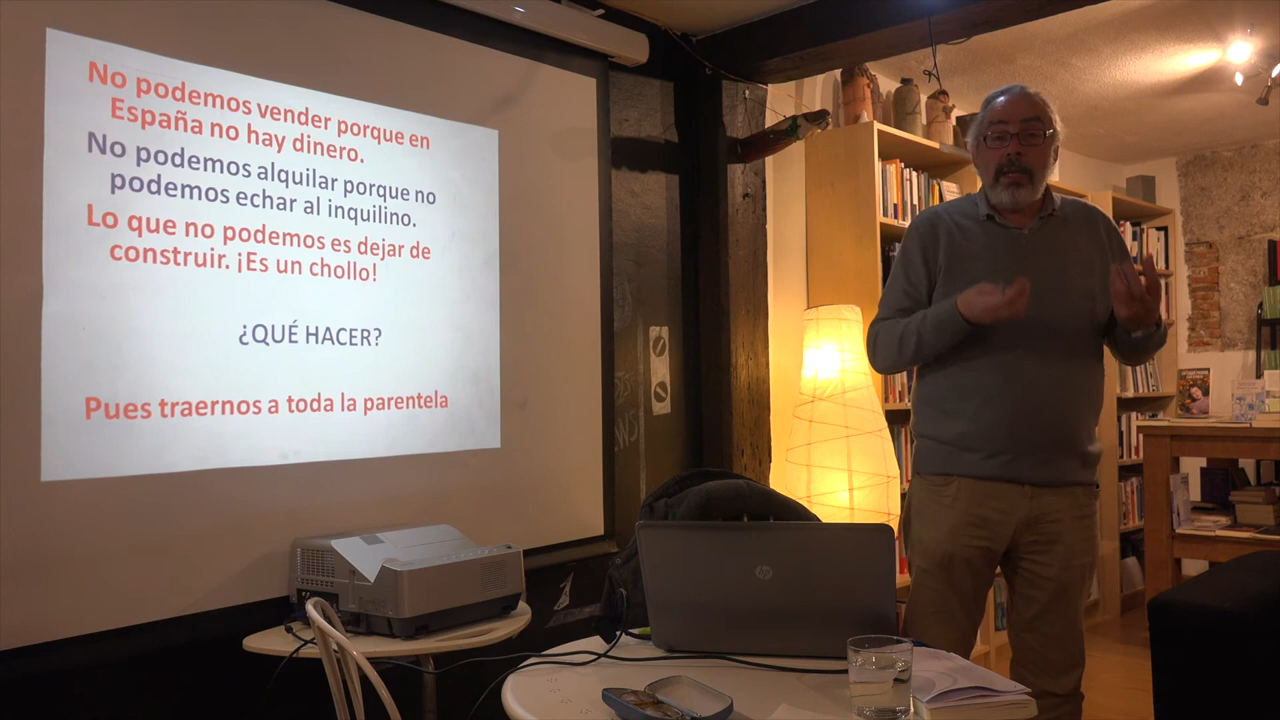 No podemos vender porque en
España no hay dinero.
No podemos alquilar porque no
podemos echar al inquilino.
Lo que no podemos es dejar de
construir. ¡Es un chollo!
¿QUÉ HACER?
Pues traernos a toda la parentela
hp